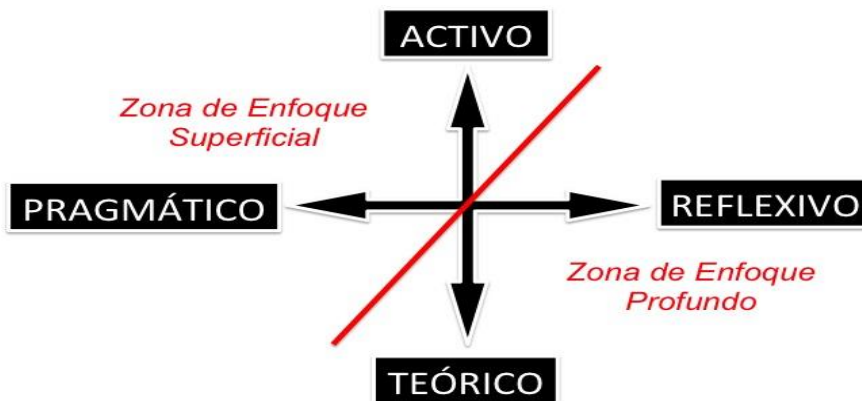 ACTIVO
Zona de Enfoque
Superficial
PRAGMÁTICO
REFLEXIVO
Zona de Enfoque
Profundo
TEÓRICO